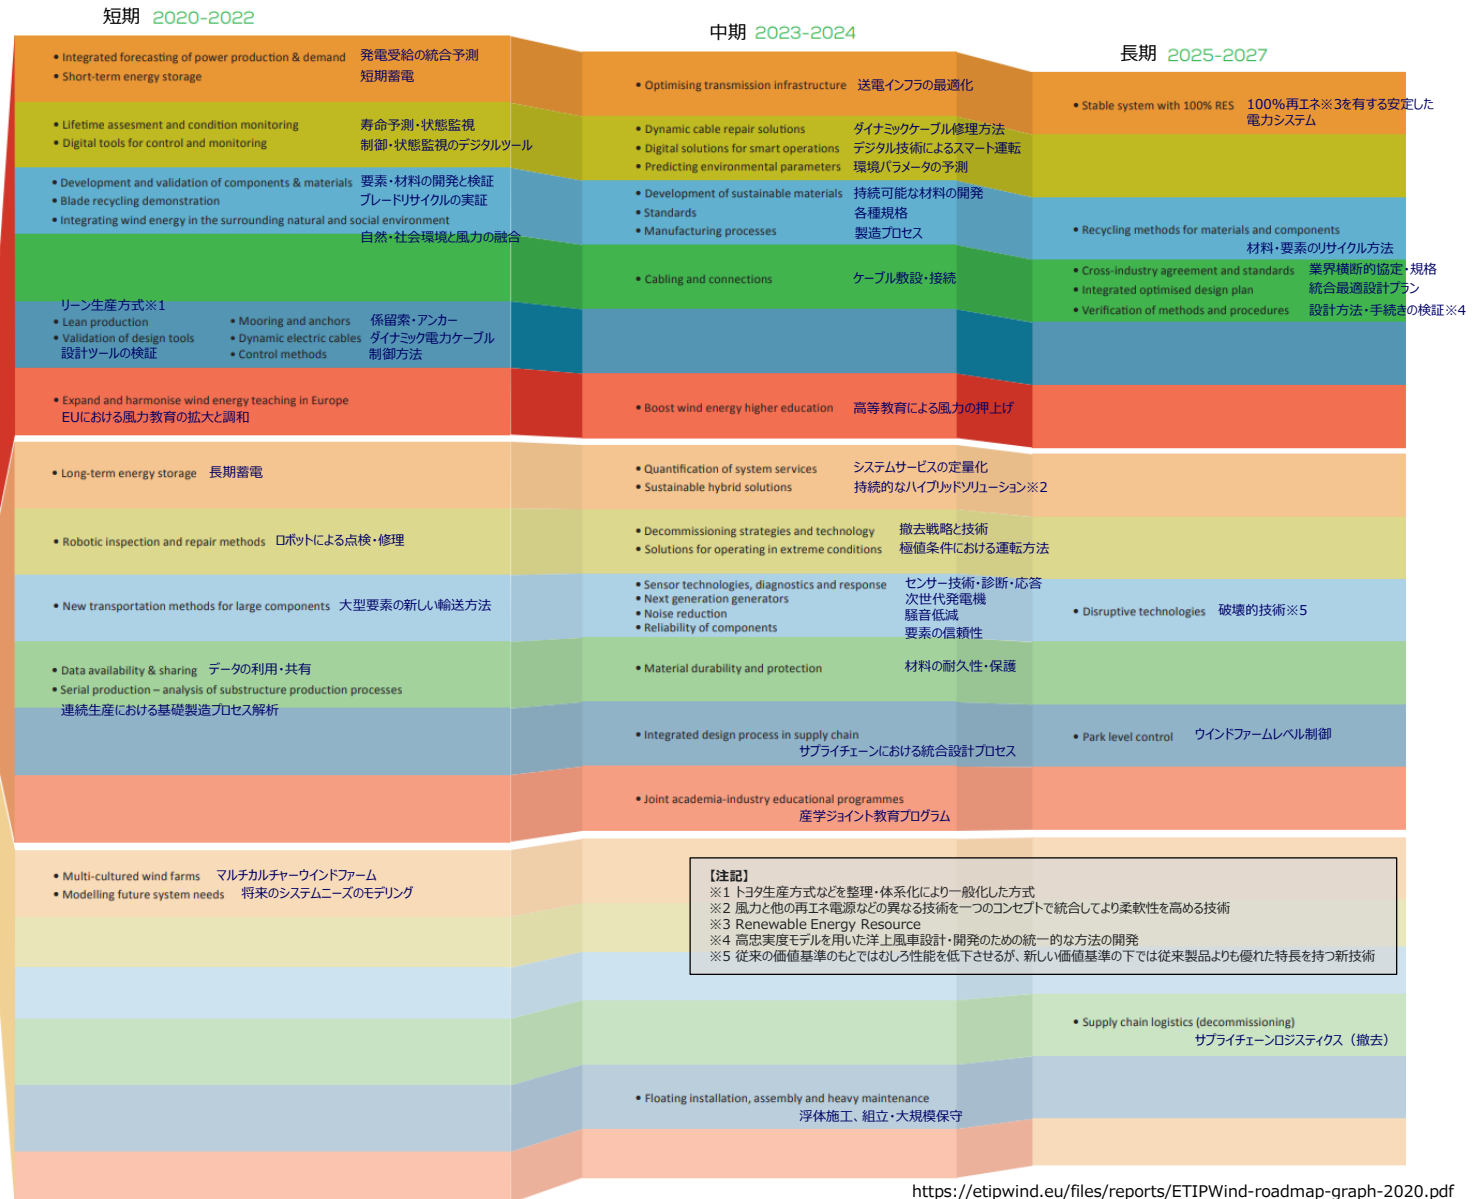 短期 2020-2022
• Integrated forecasting of power production & demand 発電受給の統合予測
• Short-term energy storage 短期蓄電
• Lifetime assesment and condition monitoring 寿命予測・状態監視
• Digital tools for control and monitoring 制御・状態監視のデジタルツール
• Development and validation of components & materials 要素・材料の開発と検証
• Blade recycling demonstration ブレードリサイクルの実証
• Integrating wind energy in the surrounding natural and social environment
自然・社会環境と風力の融合
リーン生産方式※1
• Lean production • Mooring and anchors 係留索・アンカー
• Validation of design tools • Dynamic electric cables ダイナミック電力ケーブル
設計ツールの検証 • Control methods 制御方法
• Expand and harmonise wind energy teaching in Europe
EUにおける風力教育の拡大と調和
• Long-term energy storage 長期蓄電
• Robotic inspection and repair methods ロボットによる点検・修理
• New transportation methods for large components 大型要素の新しい輸送方法
• Data availability & sharing データの利用・共有
• Serial production – analysis of substructure production processes
連続生産における基礎製造プロセス解析
• Multi-cultured wind farms マルチカルチャーウインドファーム
• Modelling future system needs 将来のシステムニーズのモデリング
中期 2023-2024
• Optimising transmission infrastructure 送電インフラの最適化
• Dynamic cable repair solutions ダイナミックケーブル修理方法
• Digital solutions for smart operations デジタル技術によるスマート運転
• Predicting environmental parameters 環境パラメータの予測
• Development of sustainable materials 持続可能な材料の開発
• Standards 各種規格
• Manufacturing processes 製造プロセス
• Cabling and connections ケーブル敷設・接続
• Boost wind energy higher education 高等教育による風力の押上げ
• Quantification of system services システムサービスの定量化
• Sustainable hybrid solutions 持続的なハイブリッドソリューション※2
• Decommissioning strategies and technology 撤去戦略と技術
• Solutions for operating in extreme conditions 極値条件における運転方法
• Sensor technologies, diagnostics and response センサー技術・診断・応答
• Next generation generators 次世代発電機
• Noise reduction 騒音低減
• Reliability of components 要素の信頼性
• Material durability and protection 材料の耐久性・保護
• Integrated design process in supply chain
サプライチェーンにおける統合設計プロセス
• Joint academia-industry educational programmes
産学ジョイント教育プログラム
• Floating installation, assembly and heavy maintenance
浮体施工、組立・大規模保守
長期 2025-2027
• Stable system with 100% RES 100%再エネ※3を有する安定した
電力システム
• Recycling methods for materials and components
材料・要素のリサイクル方法
• Cross-industry agreement and standards 業界横断的協定・規格
• Integrated optimised design plan 統合最適設計プラン
• Verification of methods and procedures 設計方法・手続きの検証※4
• Disruptive technologies 破壊的技術※5
• Park level control ウインドファームレベル制御
• Supply chain logistics (decommissioning)
サプライチェーンロジスティクス（撤去）
【注記】
※1 トヨタ生産方式などを整理・体系化により一般化した方式
※2 風力と他の再エネ電源などの異なる技術を一つのコンセプトで統合してより柔軟性を高める技術
※3 Renewable Energy Resource
※4 高忠実度モデルを用いた洋上風車設計・開発のための統一的な方法の開発
※5 従来の価値基準のもとではむしろ性能を低下させるが、新しい価値基準の下では従来製品よりも優れた特長を持つ新技術
https://etipwind.eu/files/reports/ETIPWind-roadmap-graph-2020.pdf